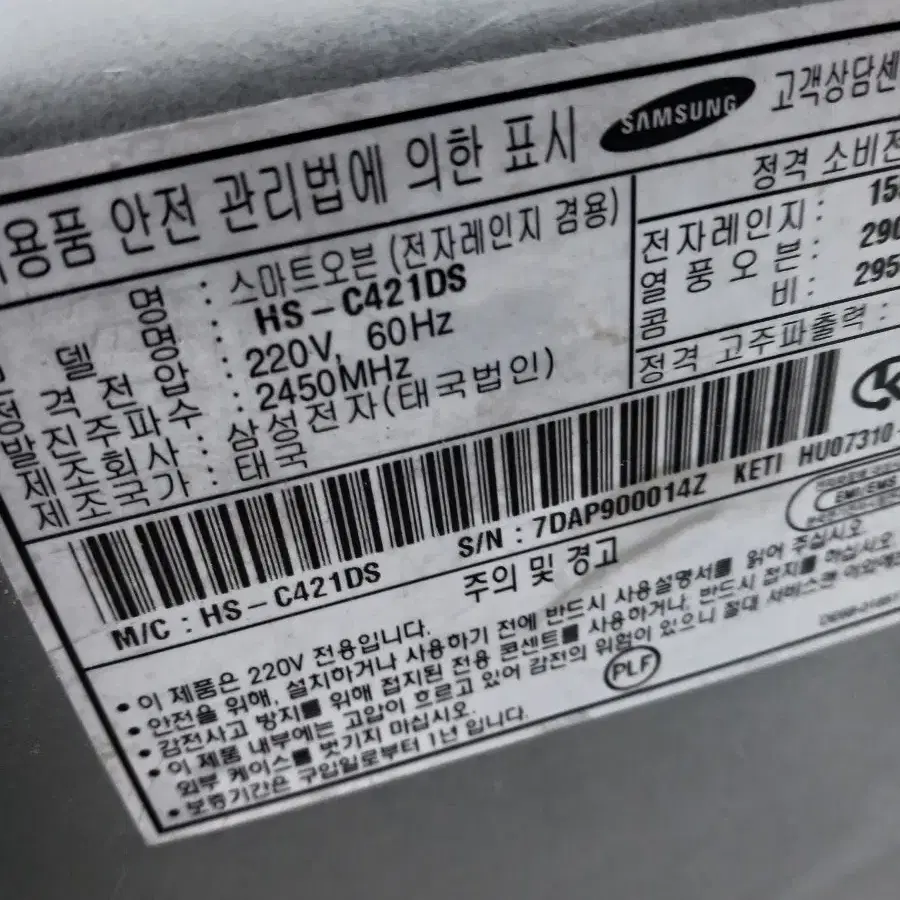 용품 안전 관리법에 의한 표시
SAMSUNG
고객상담센
명 : 스마트오븐 (전자레인지 겸용)
델 명 : HS-C421DS
정 격 전 압 : 220V, 60Hz
발진주파수 : 2450MHz
제조회사 : 삼성전자(태국법인)
제조국가 : 태국
정격 소비전
전자레인지 : 15
열 풍 오 븐 : 290
콤 비 : 295
정격 고주파출력 :
M/C : HS-C421DS
S/N : 7DAP900014Z
KETI HU07310-
EMI/EMS
주의 및 경고
• 이 제품은 220V 전용입니다.
• 안전을 위해, 설치하거나 사용하기 전에 반드시 사용설명서를 읽어 주십시오.
• 감전사고 방지를 위해 접지된 전용 콘센트를 사용하거나, 반드시 접지를 하십시오.
• 이 제품 내부에는 고압이 흐르고 있어 감전의 위험이 있으니 절대 서비스맨 이외에는
외부 케이스를 벗기지 마십시오.
• 보증기간은 구입일로부터 1년 입니다.
PLF